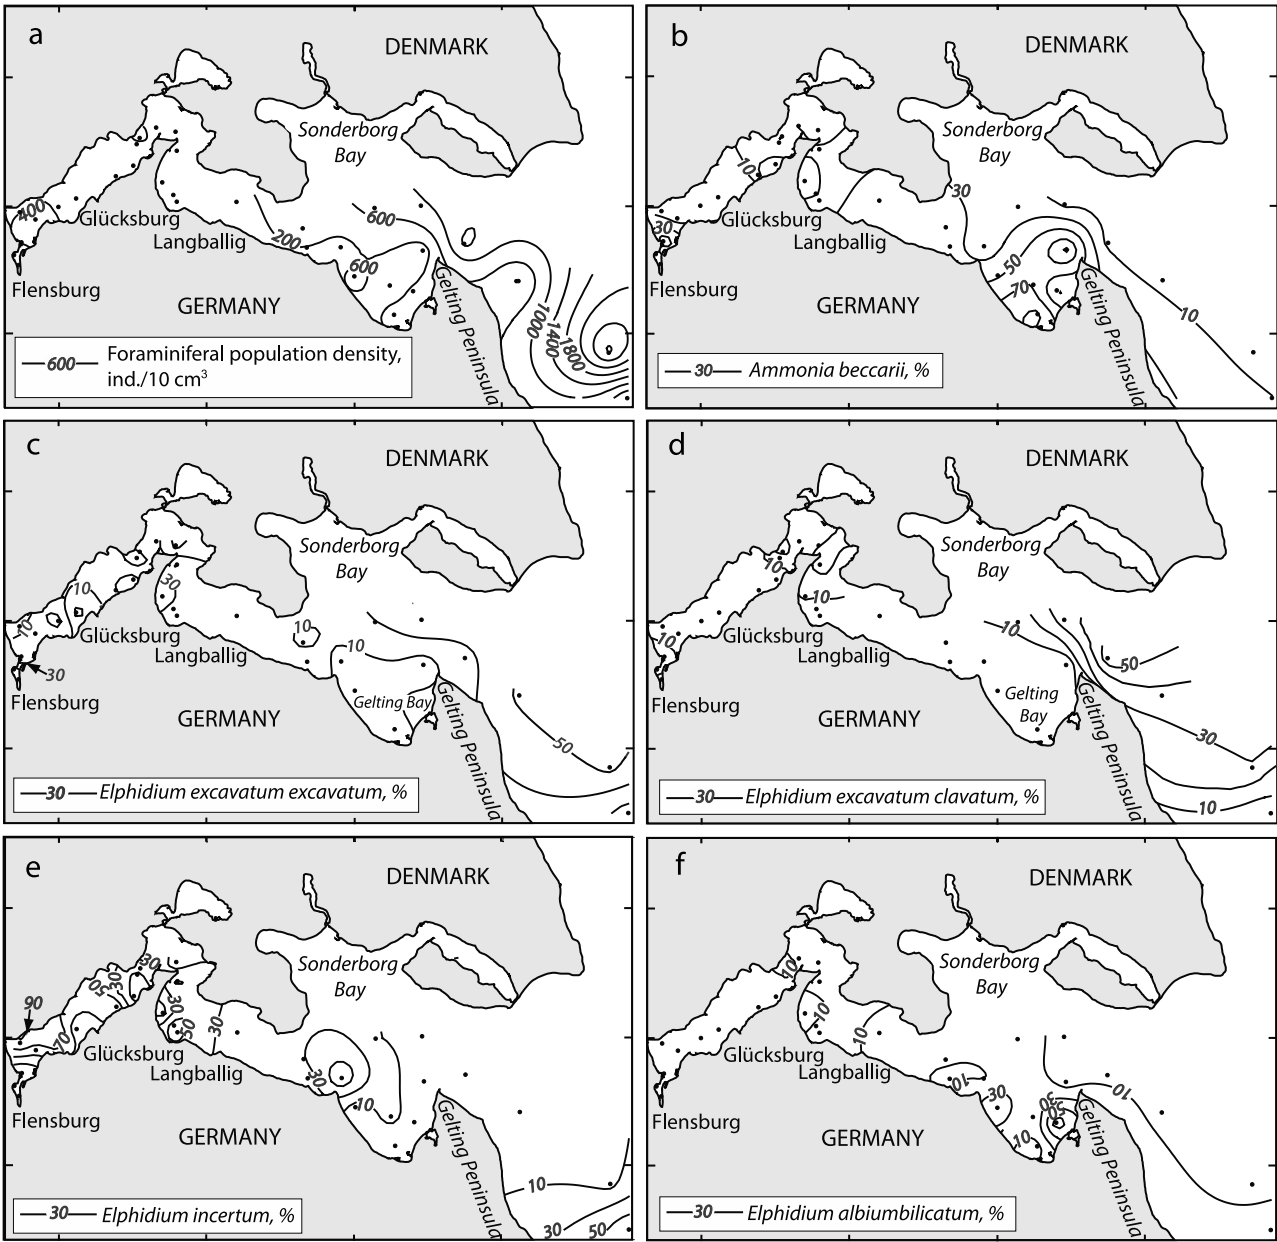 a
DENMARK
Sonderborg
Bay
400
Glücksburg
600
Langballig
200
600
Flensburg
GERMANY
Gelting Peninsula
1000
1400
1800
600 Foraminiferal population density,
ind./10 cm³
b
DENMARK
Sonderborg
Bay
10
30
30
Glücksburg
Langballig
50
70
Flensburg
GERMANY
Gelting Peninsula
10
30 Ammonia beccarii, %
c
DENMARK
Sonderborg
Bay
30
10
10
10
Glücksburg
Langballig
10
30
Flensburg
Gelting Bay
GERMANY
Gelting Peninsula
50
30 Elphidium excavatum excavatum, %
d
DENMARK
Sonderborg
Bay
10
10
10
Glücksburg
Langballig
10
50
Flensburg
Gelting
Bay
GERMANY
Gelting Peninsula
30
10
30 Elphidium excavatum clavatum, %
e
DENMARK
Sonderborg
Bay
30
30
50
90
30
50
30
70
Glücksburg
Langballig
30
10
Flensburg
GERMANY
Gelting Peninsula
10
30
50
30 Elphidium incertum, %
f
DENMARK
Sonderborg
Bay
10
10
10
Glücksburg
Langballig
10
30
30
50
10
10
Flensburg
GERMANY
Gelting Peninsula
30 Elphidium albiumbilicatum, %